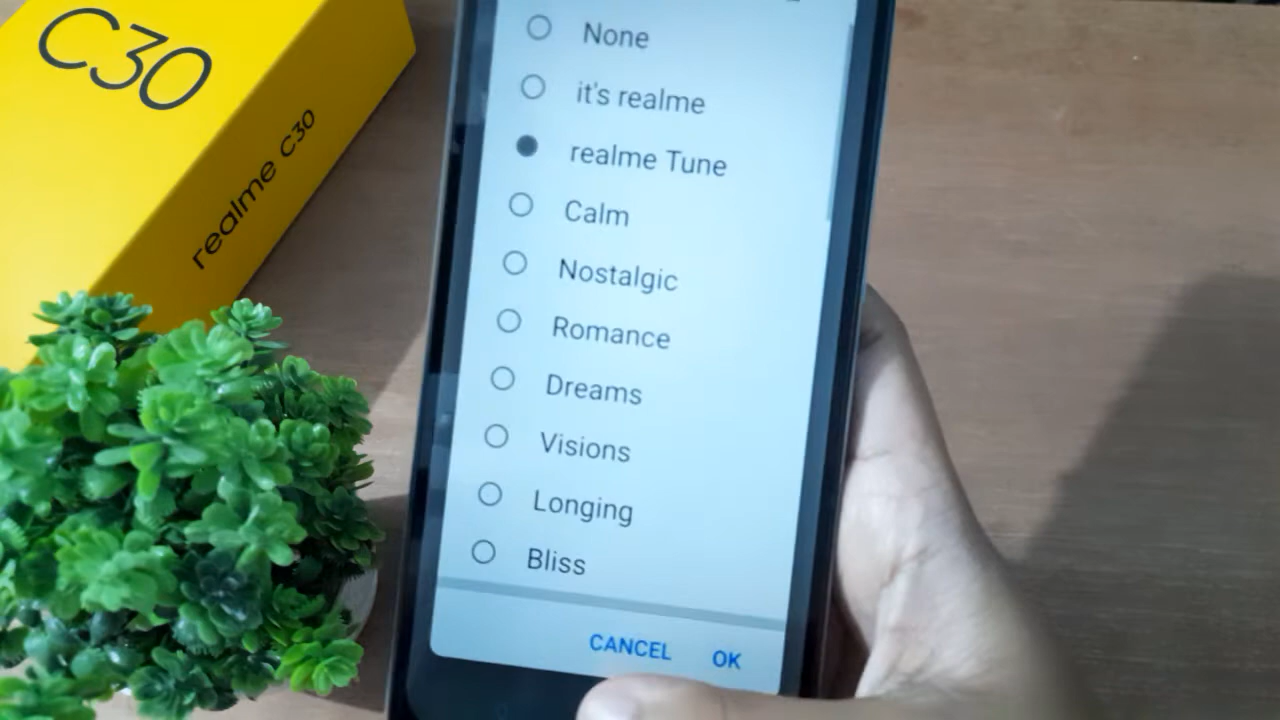 C30
realme C30
None
it's realme
realme Tune
Calm
Nostalgic
Romance
Dreams
Visions
Longing
Bliss
CANCEL OK